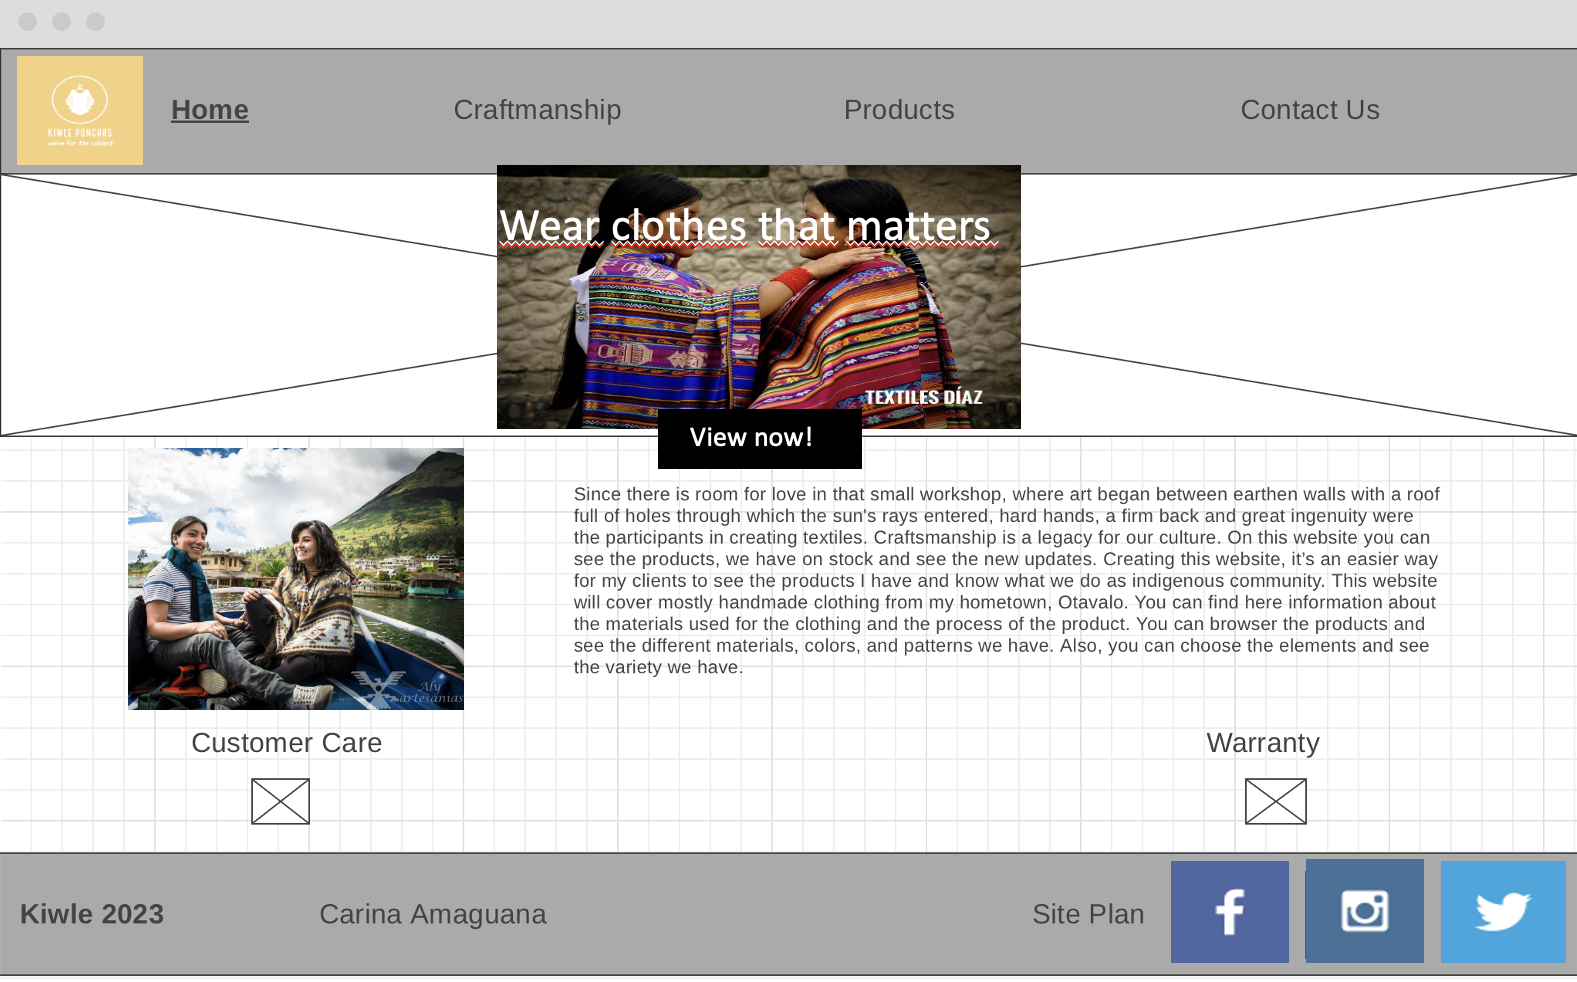 KIWLE PONCHOS
warm for the coldest
Home
Craftmanship
Products
Contact Us
Wear clothes that matters
TEXTILES DÍAZ
View now!
Since there is room for love in that small workshop, where art began between earthen walls with a roof
full of holes through which the sun's rays entered, hard hands, a firm back and great ingenuity were
the participants in creating textiles. Craftsmanship is a legacy for our culture. On this website you can
see the products, we have on stock and see the new updates. Creating this website, it’s an easier way
for my clients to see the products I have and know what we do as indigenous community. This website
will cover mostly handmade clothing from my hometown, Otavalo. You can find here information about
the materials used for the clothing and the process of the product. You can browser the products and
see the different materials, colors, and patterns we have. Also, you can choose the elements and see
the variety we have.
Aly
artesanias
Customer Care
Warranty
Kiwle 2023
Carina Amaguana
Site Plan